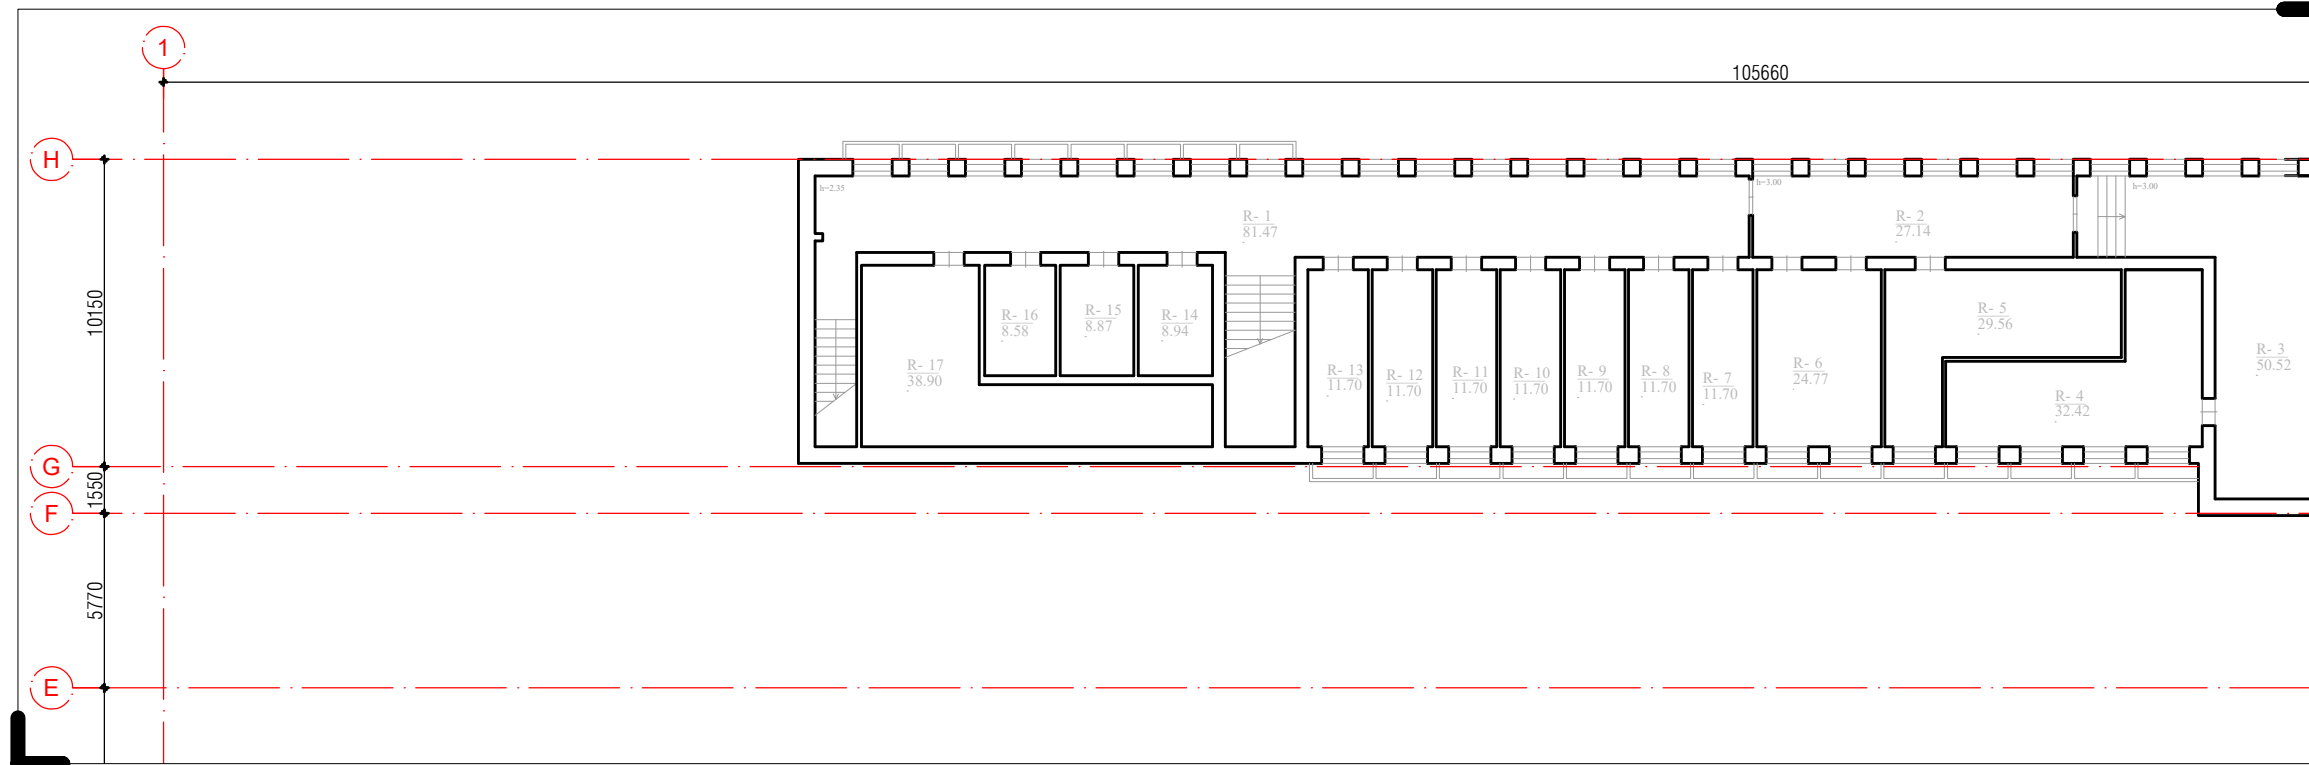 1
105660
H
h=2.35
h=3.00
h=3.00
R- 1
81.47
R- 2
27.14
10150
R- 16
8.58
R- 15
8.87
R- 14
8.94
R- 5
29.56
R- 17
38.90
R- 13
11.70
R- 12
11.70
R- 11
11.70
R- 10
11.70
R- 9
11.70
R- 8
11.70
R- 7
11.70
R- 6
24.77
R- 3
50.52
R- 4
32.42
G
1550
F
5770
E